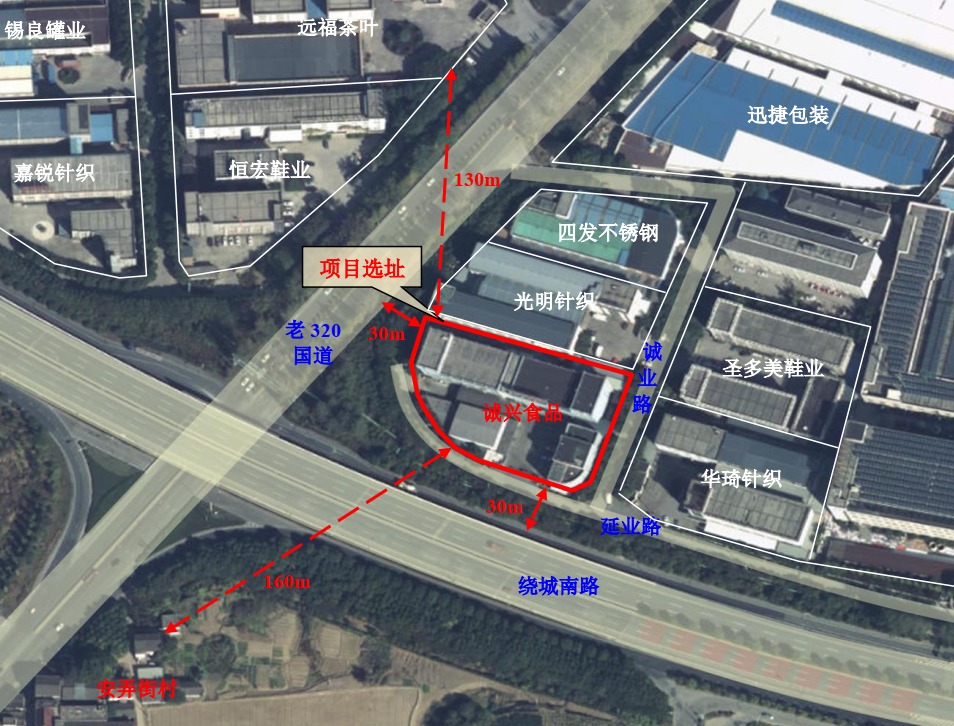 锡良罐业
远福茶叶
迅捷包装
嘉锐针织
恒宏鞋业
130m
四发不锈钢
项目选址
光明针织
30m
老 320
国道
诚
业
路
圣多美鞋业
诚兴食品
华琦针织
30m
延业路
160m
绕城南路
安弄街村